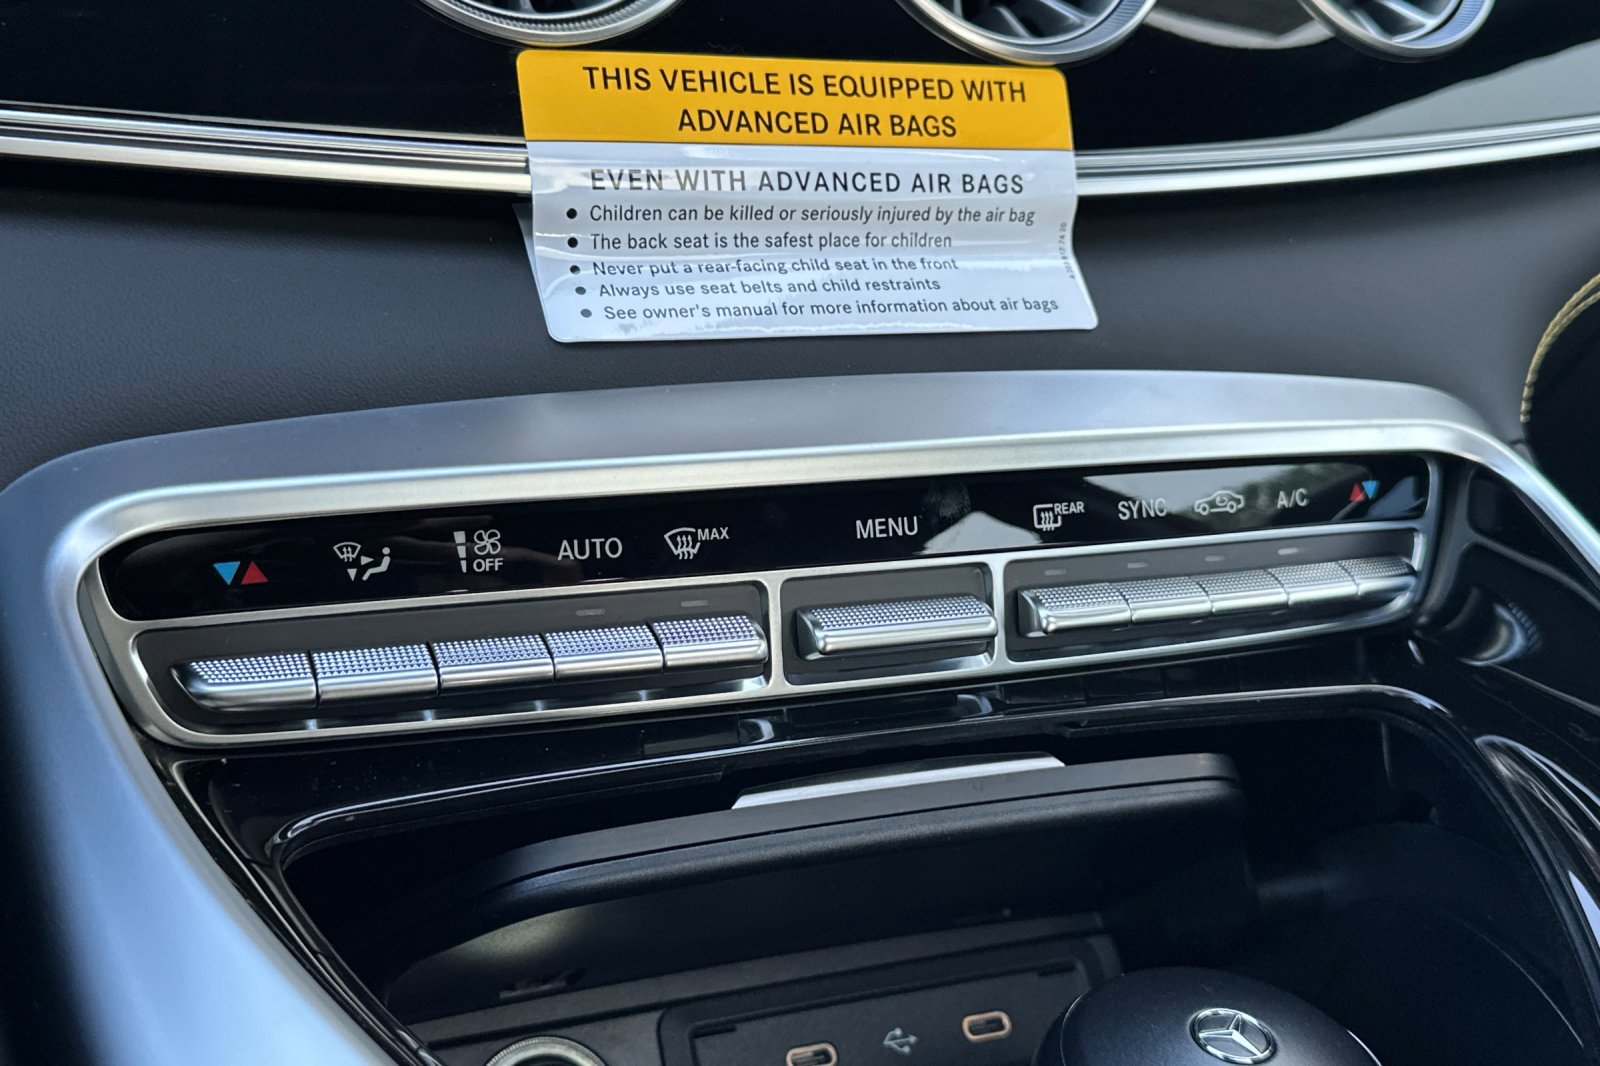 THIS VEHICLE IS EQUIPPED WITH
ADVANCED AIR BAGS
EVEN WITH ADVANCED AIR BAGS
• Children can be killed or seriously injured by the air bag
• The back seat is the safest place for children
• Never put a rear-facing child seat in the front
• Always use seat belts and child restraints
• See owner's manual for more information about air bags
OFF AUTO MAX MENU REAR SYNC A/C